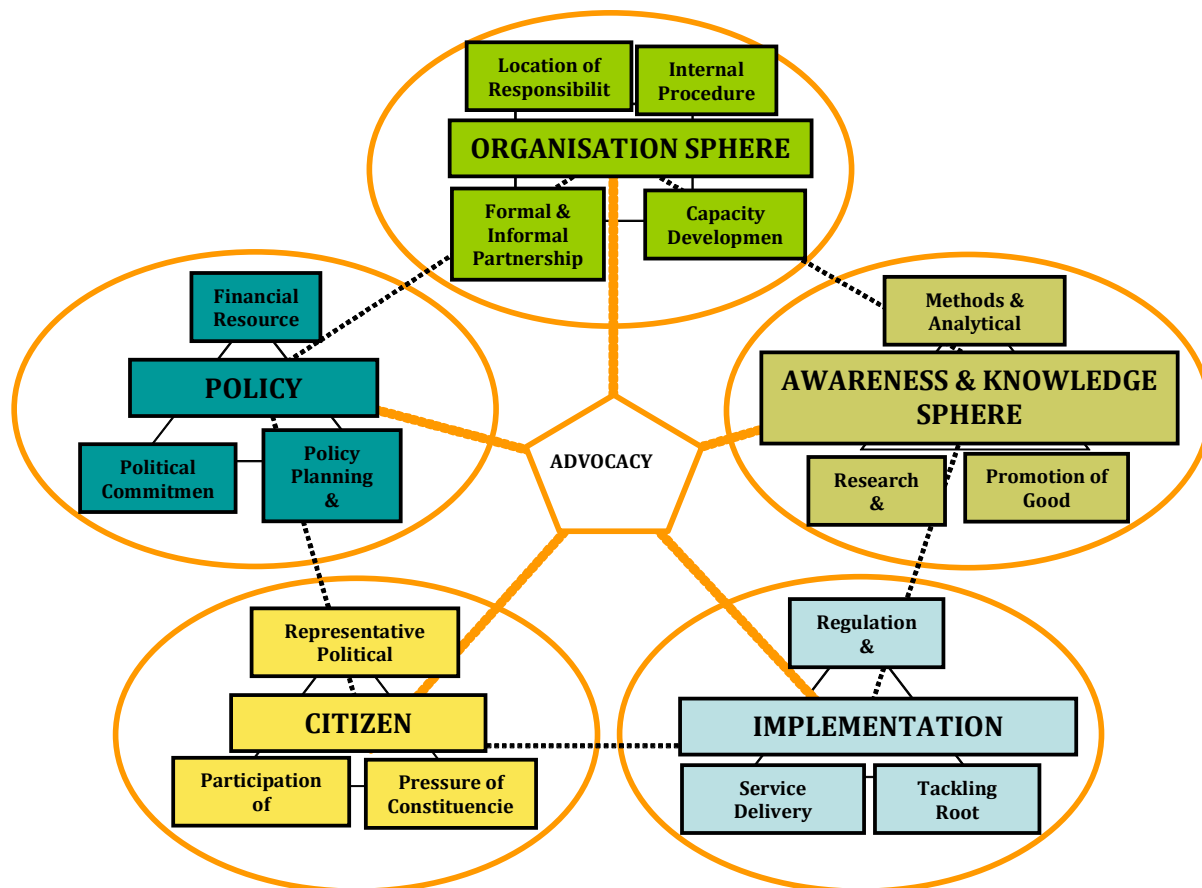 Location of
Responsibilit
Internal
Procedure
ORGANISATION SPHERE
Formal &
Informal
Partnership
Capacity
Developmen
Financial
Resource
POLICY
Political
Commitmen
Policy
Planning
&
Methods &
Analytical
AWARENESS & KNOWLEDGE
SPHERE
Research
&
Promotion of
Good
ADVOCACY
Representative
Political
CITIZEN
Participation
of
Pressure of
Constituencie
Regulation
&
IMPLEMENTATION
Service
Delivery
Tackling
Root